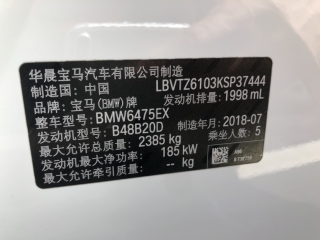 华晨宝马汽车有限公司制造
制造国：中国 LBVTZ6103KSP37444
品牌：宝马(BMW)牌 发动机排量：1998 mL
整车型号：BMW6475EX
发动机型号：B48B20D 制造年月：2018-07
最大允许总质量：2385 kg 乘坐人数：5
发动机最大净功率：185 kW
最大允许牵引质量：-- kg